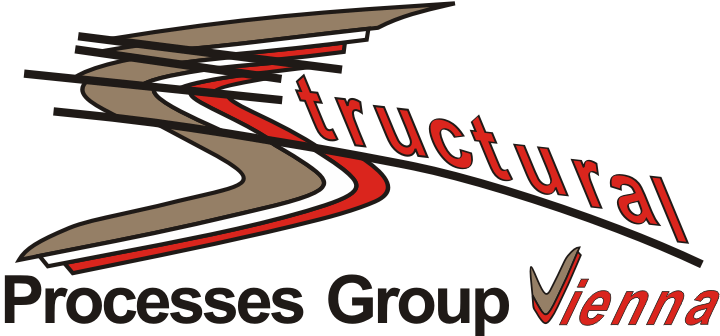 Structural
Processes Group Vienna